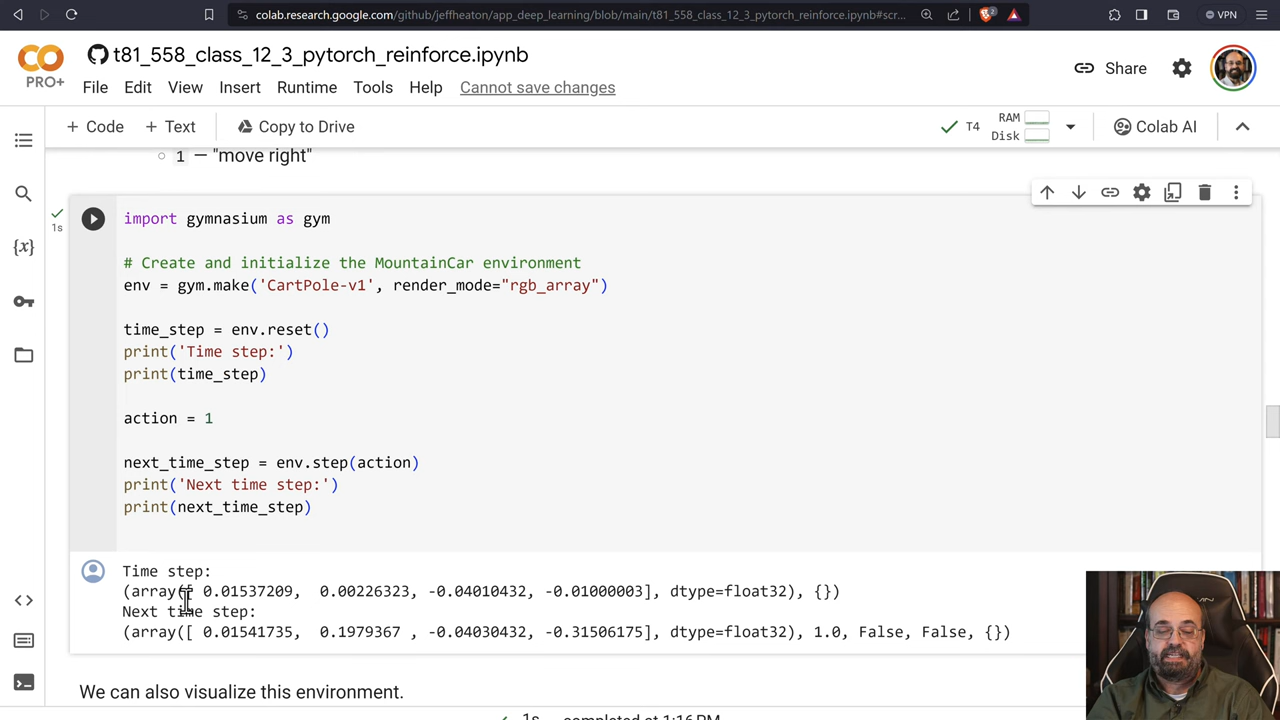 colab.research.google.com/github/jeffheaton/app_deep_learning/blob/main/t81_558_class_12_3_pytorch_reinforce.ipynb#scr...
2
VPN
CO
PRO+
t81_558_class_12_3_pytorch_reinforce.ipynb
Share
File Edit View Insert Runtime Tools Help Cannot save changes
+ Code + Text Copy to Drive
T4
RAM
Disk
Colab AI
1 — "move right"
1s
import gymnasium as gym
# Create and initialize the MountainCar environment
env = gym.make('CartPole-v1', render_mode="rgb_array")
time_step = env.reset()
print('Time step:')
print(time_step)
action = 1
next_time_step = env.step(action)
print('Next time step:')
print(next_time_step)
Time step:
(array([ 0.01537209, 0.00226323, -0.04010432, -0.01000003], dtype=float32), {})
Next time step:
(array([ 0.01541735, 0.1979367 , -0.04030432, -0.31506175], dtype=float32), 1.0, False, False, {})
We can also visualize this environment.
1s completed at 1:16 PM